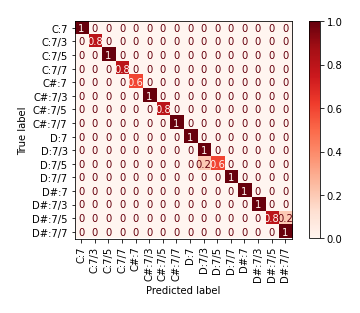 C:7 1 0 0 0 0 0 0 0 0 0 0 0 0 0 0 0
C:7/3 0 0.8 0 0 0 0 0 0 0 0 0 0 0 0 0 0
C:7/5 0 0 1 0 0 0 0 0 0 0 0 0 0 0 0 0
C:7/7 0 0 0 0.8 0 0 0 0 0 0 0 0 0 0 0 0
C#:7 0 0 0 0 0.6 0 0 0 0 0 0 0 0 0 0 0
C#:7/3 0 0 0 0 0 1 0 0 0 0 0 0 0 0 0 0
C#:7/5 0 0 0 0 0 0 0.8 0 0 0 0 0 0 0 0 0
C#:7/7 0 0 0 0 0 0 0 1 0 0 0 0 0 0 0 0
D:7 0 0 0 0 0 0 0 0 1 0 0 0 0 0 0 0
D:7/3 0 0 0 0 0 0 0 0 0 1 0 0 0 0 0 0
D:7/5 0 0 0 0 0 0 0 0 0 0.2 0.6 0 0 0 0 0
D:7/7 0 0 0 0 0 0 0 0 0 0 0 1 0 0 0 0
D#:7 0 0 0 0 0 0 0 0 0 0 0 0 1 0 0 0
D#:7/3 0 0 0 0 0 0 0 0 0 0 0 0 0 1 0 0
D#:7/5 0 0 0 0 0 0 0 0 0 0 0 0 0 0 0.8 0.2
D#:7/7 0 0 0 0 0 0 0 0 0 0 0 0 0 0 0 1
True label
C:7
C:7/3
C:7/5
C:7/7
C#:7
C#:7/3
C#:7/5
C#:7/7
D:7
D:7/3
D:7/5
D:7/7
D#:7
D#:7/3
D#:7/5
D#:7/7
Predicted label
1.0
0.8
0.6
0.4
0.2
0.0